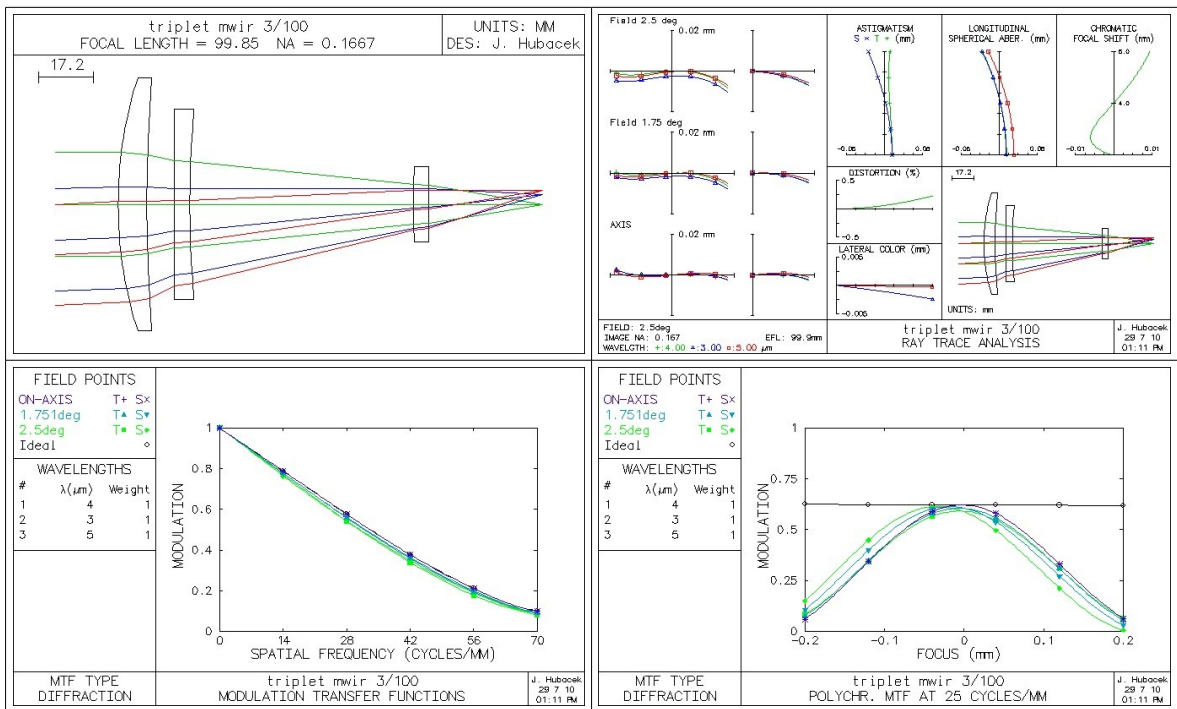 triplet mwir 3/100
FOCAL LENGTH = 99.85 NA = 0.1667
UNITS: MM
DES: J. Hubacek
17.2
Field 2.5 deg
0.02 mm
Field 1.75 deg
0.02 mm
AXIS
0.02 mm
ASTIGMATISM
S × T + (mm)
-0.06
0.06
LONGITUDINAL
SPHERICAL ABER. (mm)
-0.06
0.06
CHROMATIC
FOCAL SHIFT (mm)
5.0
4.0
-0.01
0.01
DISTORTION (%)
0.5
-0.5
LATERAL COLOR (mm)
0.005
-0.005
17.2
UNITS: mm
FIELD: 2.5deg
IMAGE NA: 0.167 EFL: 99.9mm
WAVELGTH: +:4.00 ▲:3.00 ◘:5.00 µm
triplet mwir 3/100
RAY TRACE ANALYSIS
J. Hubacek
29 7 10
01:11 PM
FIELD POINTS
ON-AXIS T+ S×
1.751deg T▲ S▼
2.5deg T■ S◆
Ideal ○
WAVELENGTHS
# λ(µm) Weight
1 4 1
2 3 1
3 5 1
MTF TYPE
DIFFRACTION
MODULATION
1
0.8
0.6
0.4
0.2
0
0 14 28 42 56 70
SPATIAL FREQUENCY (CYCLES/MM)
triplet mwir 3/100
MODULATION TRANSFER FUNCTIONS
J. Hubacek
29 7 10
01:11 PM
FIELD POINTS
ON-AXIS T+ S×
1.751deg T▲ S▼
2.5deg T■ S◆
Ideal ○
WAVELENGTHS
# λ(µm) Weight
1 4 1
2 3 1
3 5 1
MTF TYPE
DIFFRACTION
MODULATION
1
0.75
0.5
0.25
0
-0.2 -0.1 0 0.1 0.2
FOCUS (mm)
triplet mwir 3/100
POLYCHR. MTF AT 25 CYCLES/MM
J. Hubacek
29 7 10
01:11 PM